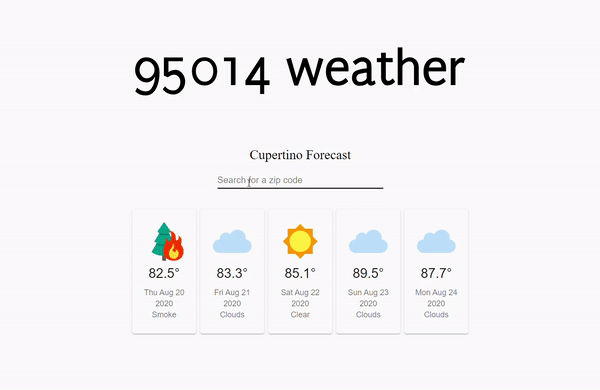 95014 weather
Cupertino Forecast
Search for a zip code
82.5° 83.3° 85.1° 89.5° 87.7°
Thu Aug 20 Fri Aug 21 Sat Aug 22 Sun Aug 23 Mon Aug 24
2020 2020 2020 2020 2020
Smoke Clouds Clear Clouds Clouds